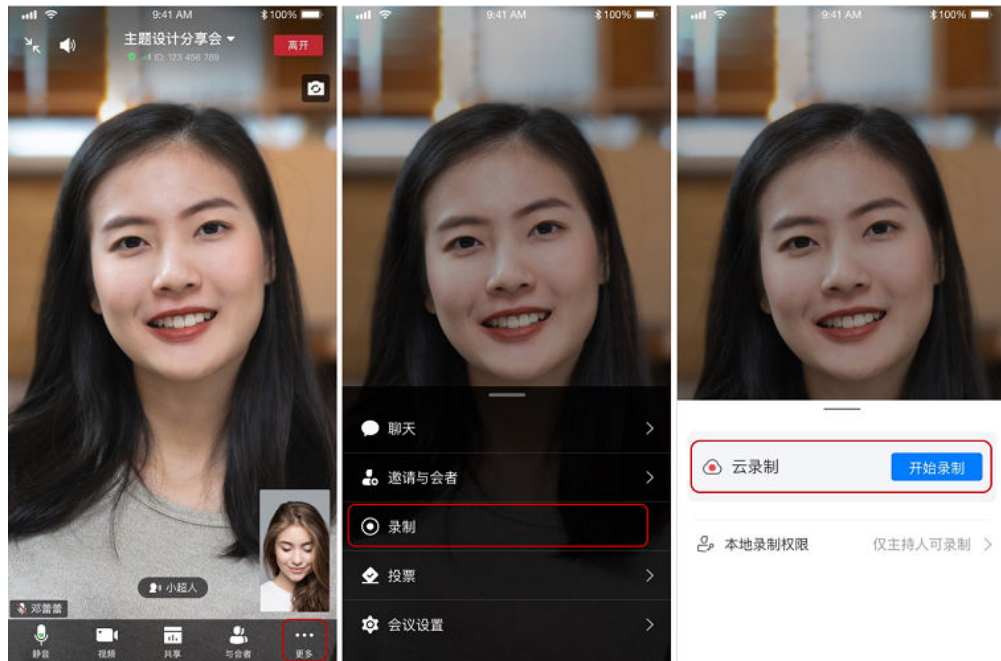 9:41 AM
100%
主题设计分享会
离开
ID: 123 456 789
小超人
邓蕾蕾
静音
视频
共享
与会者
更多
9:41 AM
100%
聊天
邀请与会者
录制
投票
会议设置
9:41 AM
100%
云录制
开始录制
本地录制权限
仅主持人可录制